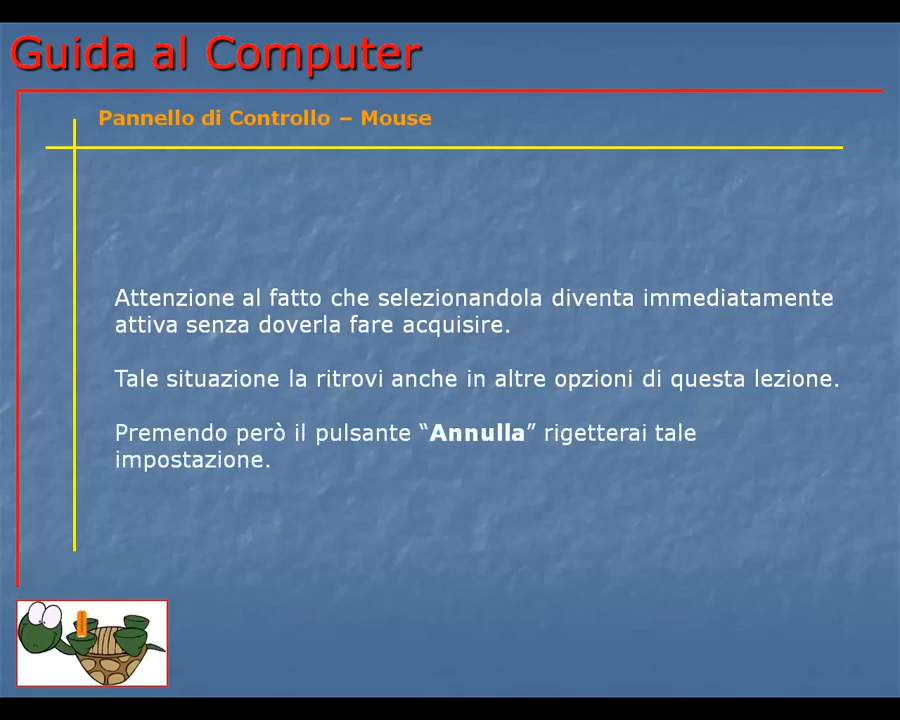 Guida al Computer
Pannello di Controllo – Mouse
Attenzione al fatto che selezionandola diventa immediatamente
attiva senza doverla fare acquisire.
Tale situazione la ritrovi anche in altre opzioni di questa lezione.
Premendo però il pulsante “Annulla” rigetterai tale
impostazione.